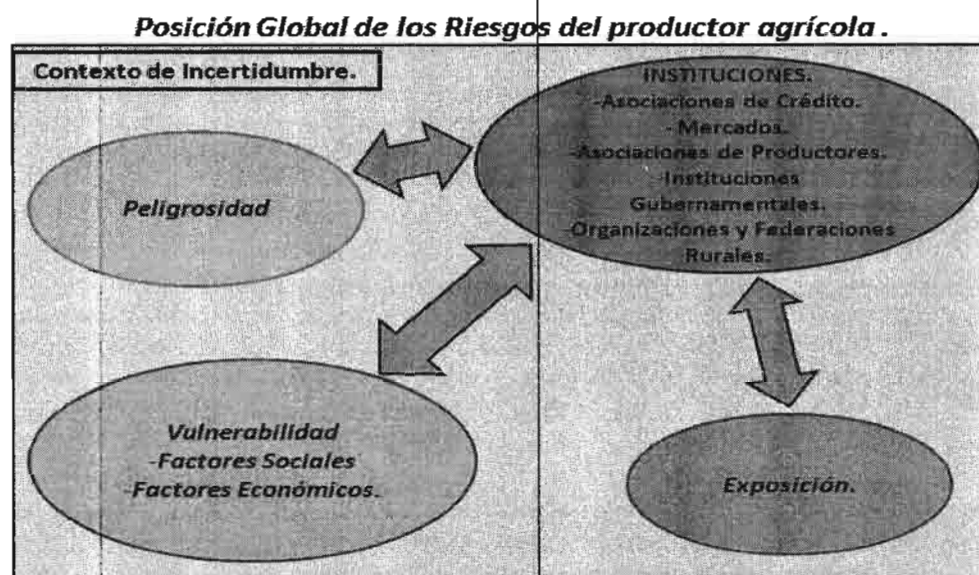 Posición Global de los Riesgos del productor agrícola .
Contexto de Incertidumbre.
INSTITUCIONES.
-Asociaciones de Crédito.
- Mercados.
-Asociaciones de Productores.
-Instituciones
Gubernamentales.
-Organizaciones y Federaciones
Rurales.
Peligrosidad
Vulnerabilidad
-Factores Sociales
-Factores Económicos.
Exposición.